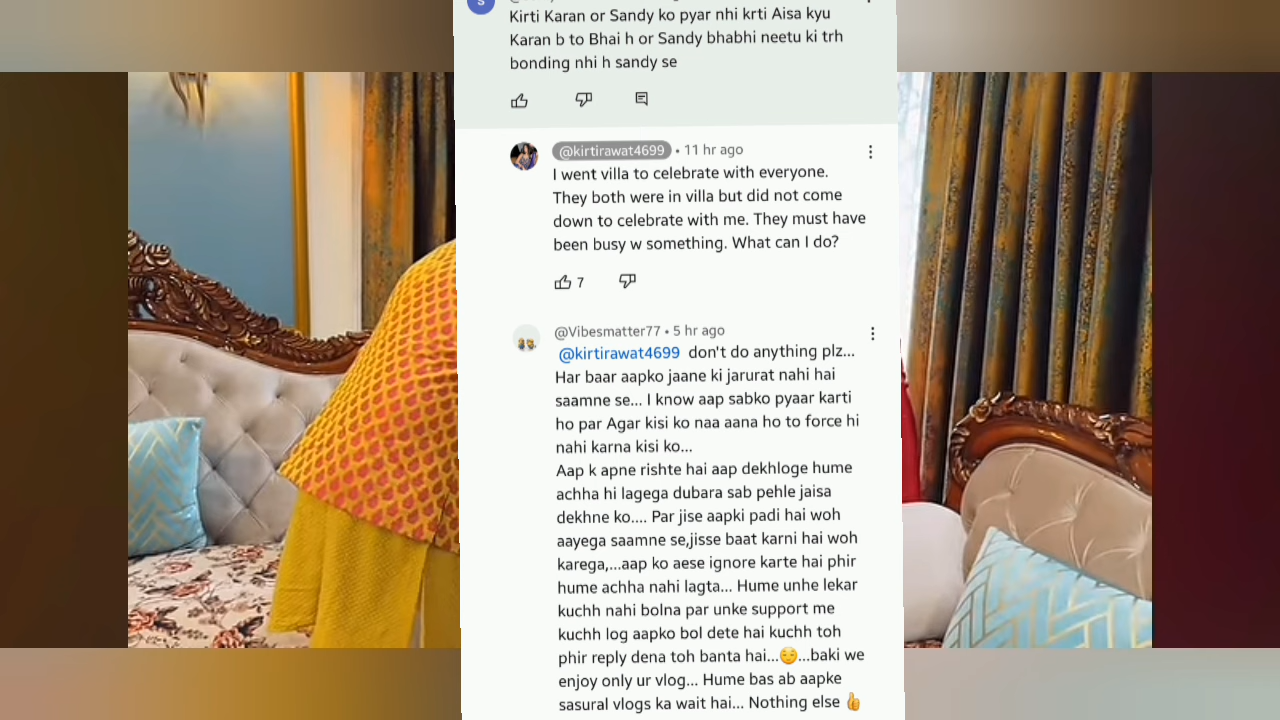 S
Kirti Karan or Sandy ko pyar nhi krti Aisa kyu
Karan b to Bhai h or Sandy bhabhi neetu ki trh
bonding nhi h sandy se
@kirtirawat4699 • 11 hr ago
I went villa to celebrate with everyone.
They both were in villa but did not come
down to celebrate with me. They must have
been busy w something. What can I do?
7
@Vibesmatter77 • 5 hr ago
@kirtirawat4699 don't do anything plz...
Har baar aapko jaane ki jarurat nahi hai
saamne se... I know aap sabko pyaar karti
ho par Agar kisi ko naa aana ho to force hi
nahi karna kisi ko...
Aap k apne rishte hai aap dekhloge hume
achha hi lagega dubara sab pehle jaisa
dekhne ko.... Par jise aapki padi hai woh
aayega saamne se,jisse baat karni hai woh
karega,...aap ko aese ignore karte hai phir
hume achha nahi lagta... Hume unhe lekar
kuchh nahi bolna par unke support me
kuchh log aapko bol dete hai kuchh toh
phir reply dena toh banta hai...😌...baki we
enjoy only ur vlog... Hume bas ab aapke
sasural vlogs ka wait hai... Nothing else 👍